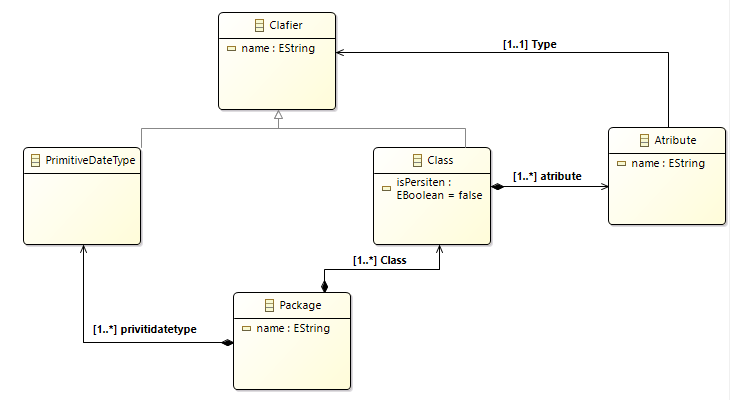 Clafier
name : EString
[1..1] Type
PrimitiveDateType
Class
isPersiten :
EBoolean = false
[1..*] atribute
Atribute
name : EString
[1..*] Class
Package
name : EString
[1..*] privitidatetype